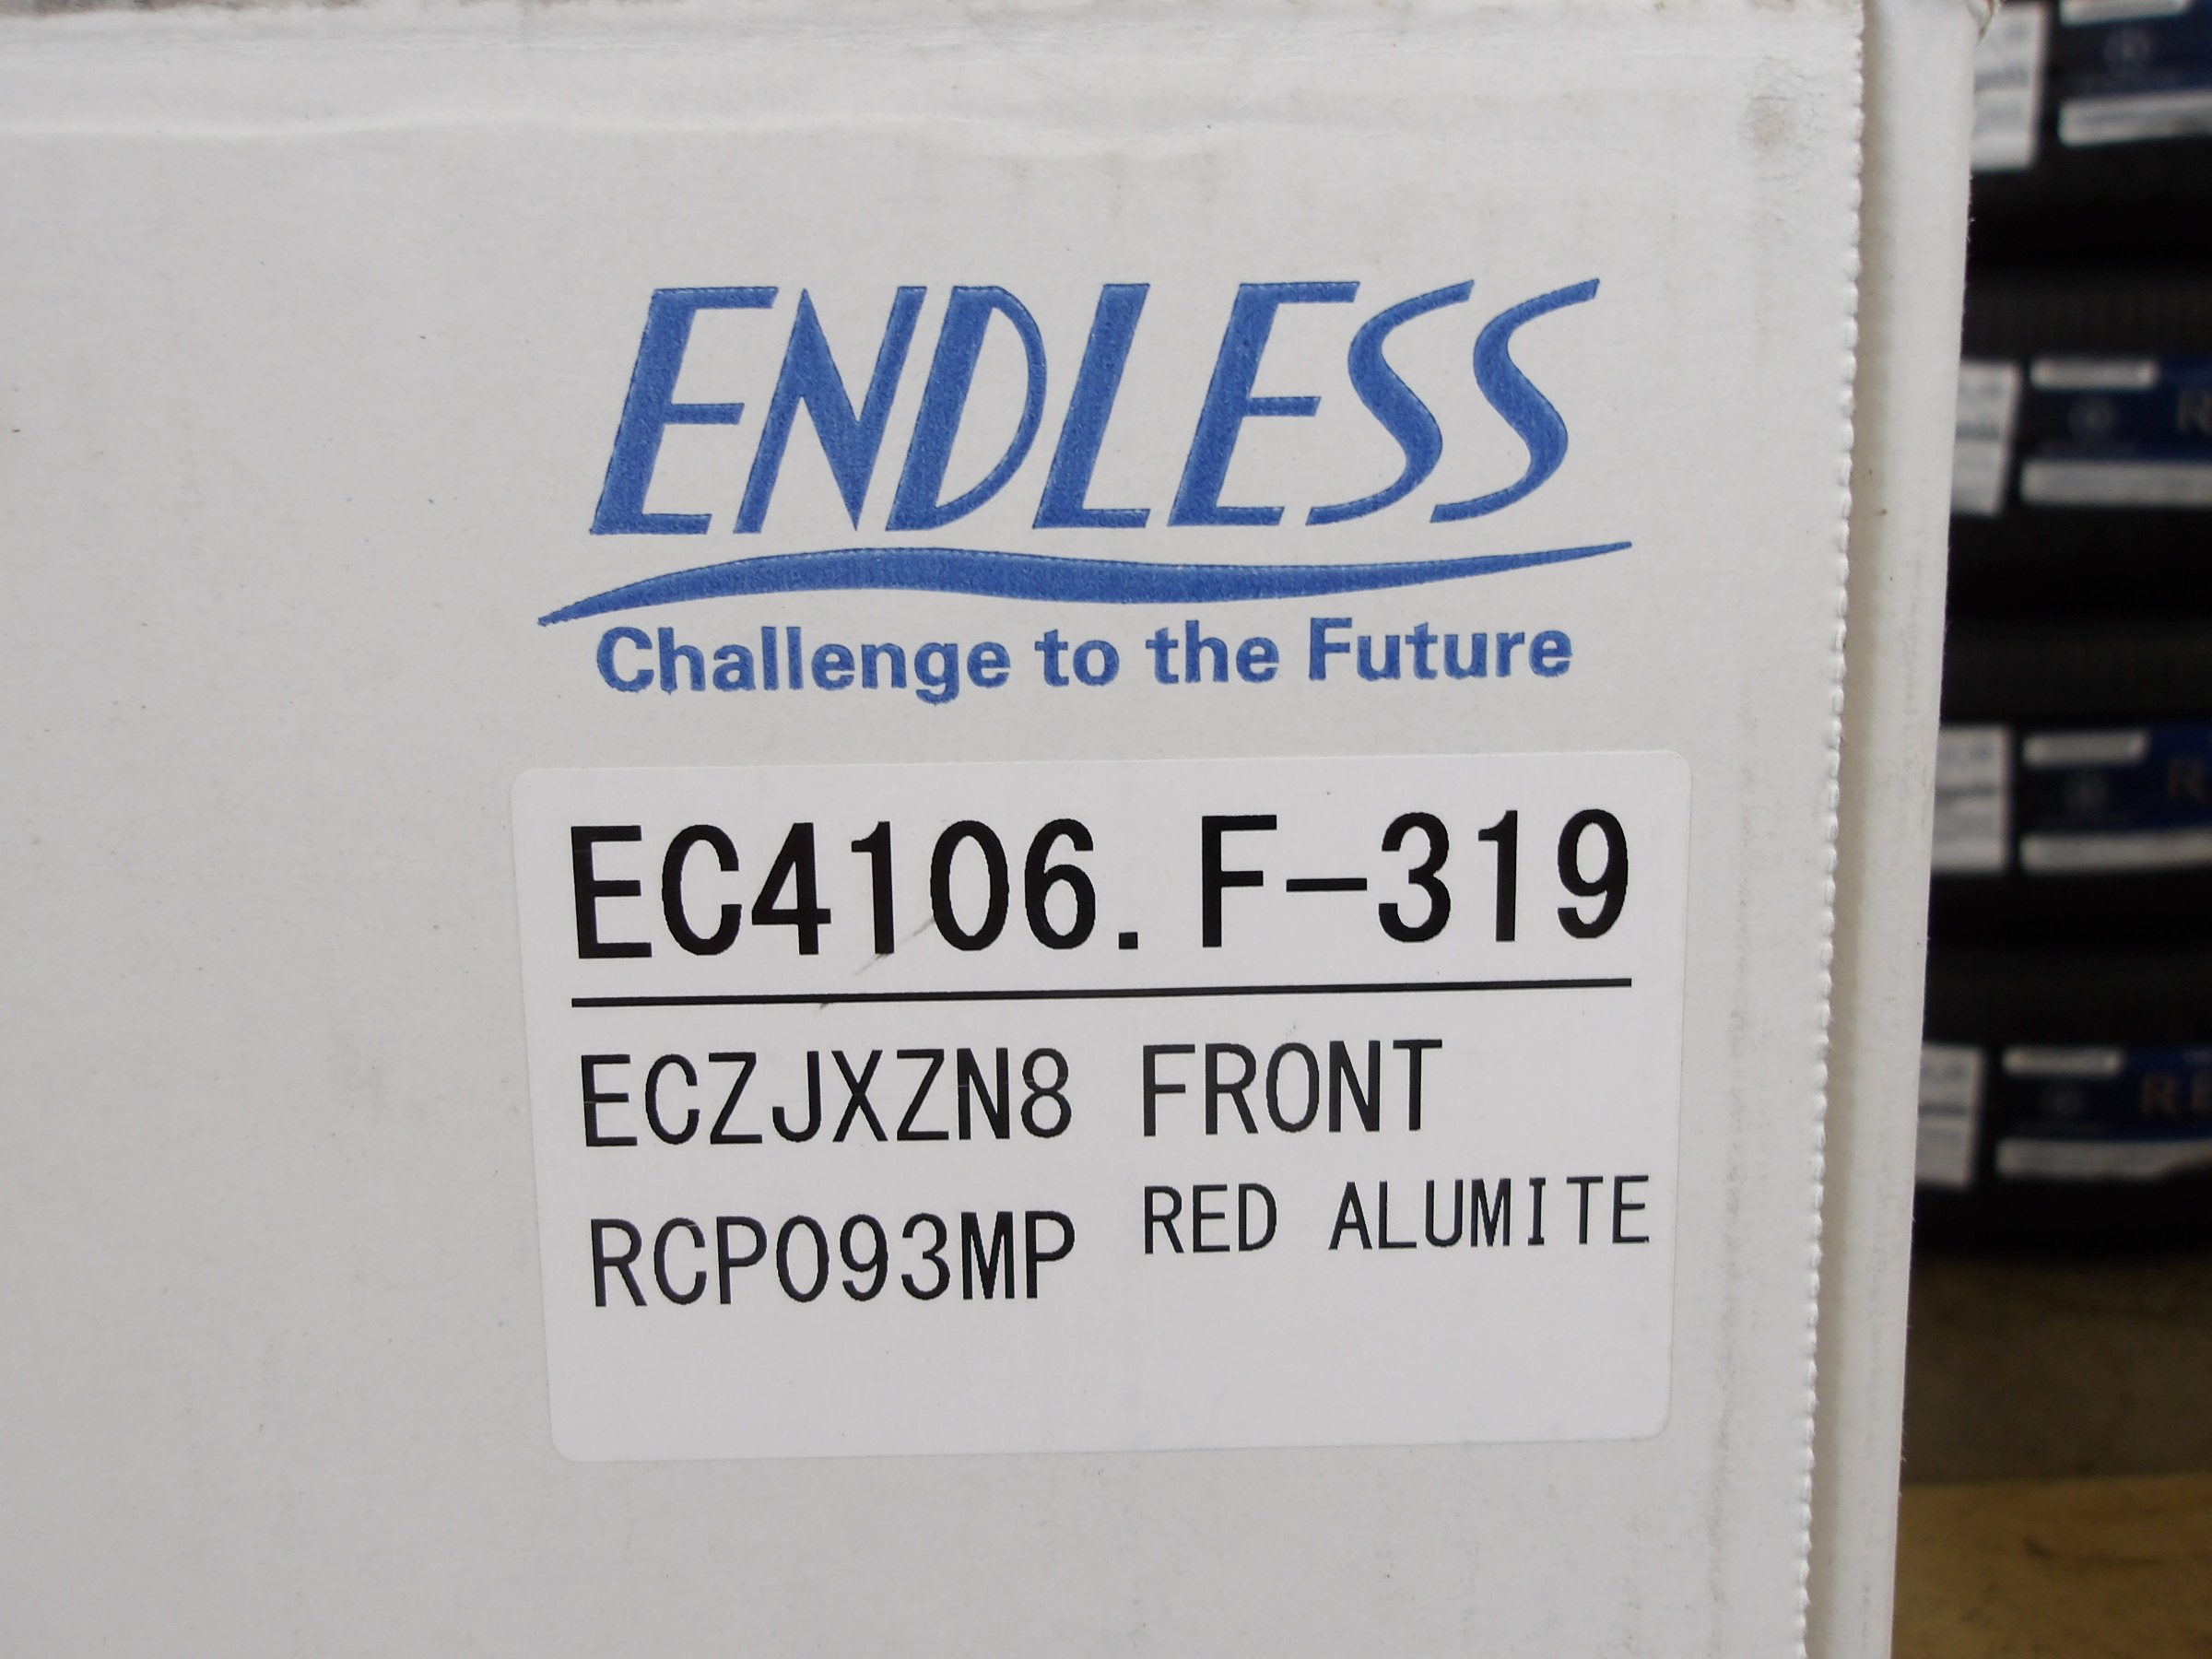 ENDLESS
Challenge to the Future
EC4106. F-319
ECZJXZN8 FRONT
RCP093MP RED ALUMITE